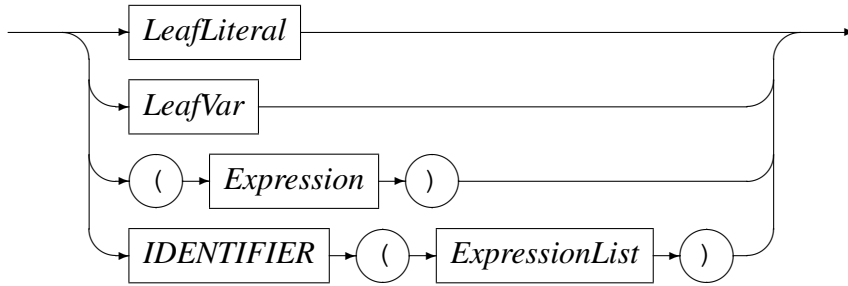 LeafLiteral
LeafVar
( Expression )
IDENTIFIER ( ExpressionList )